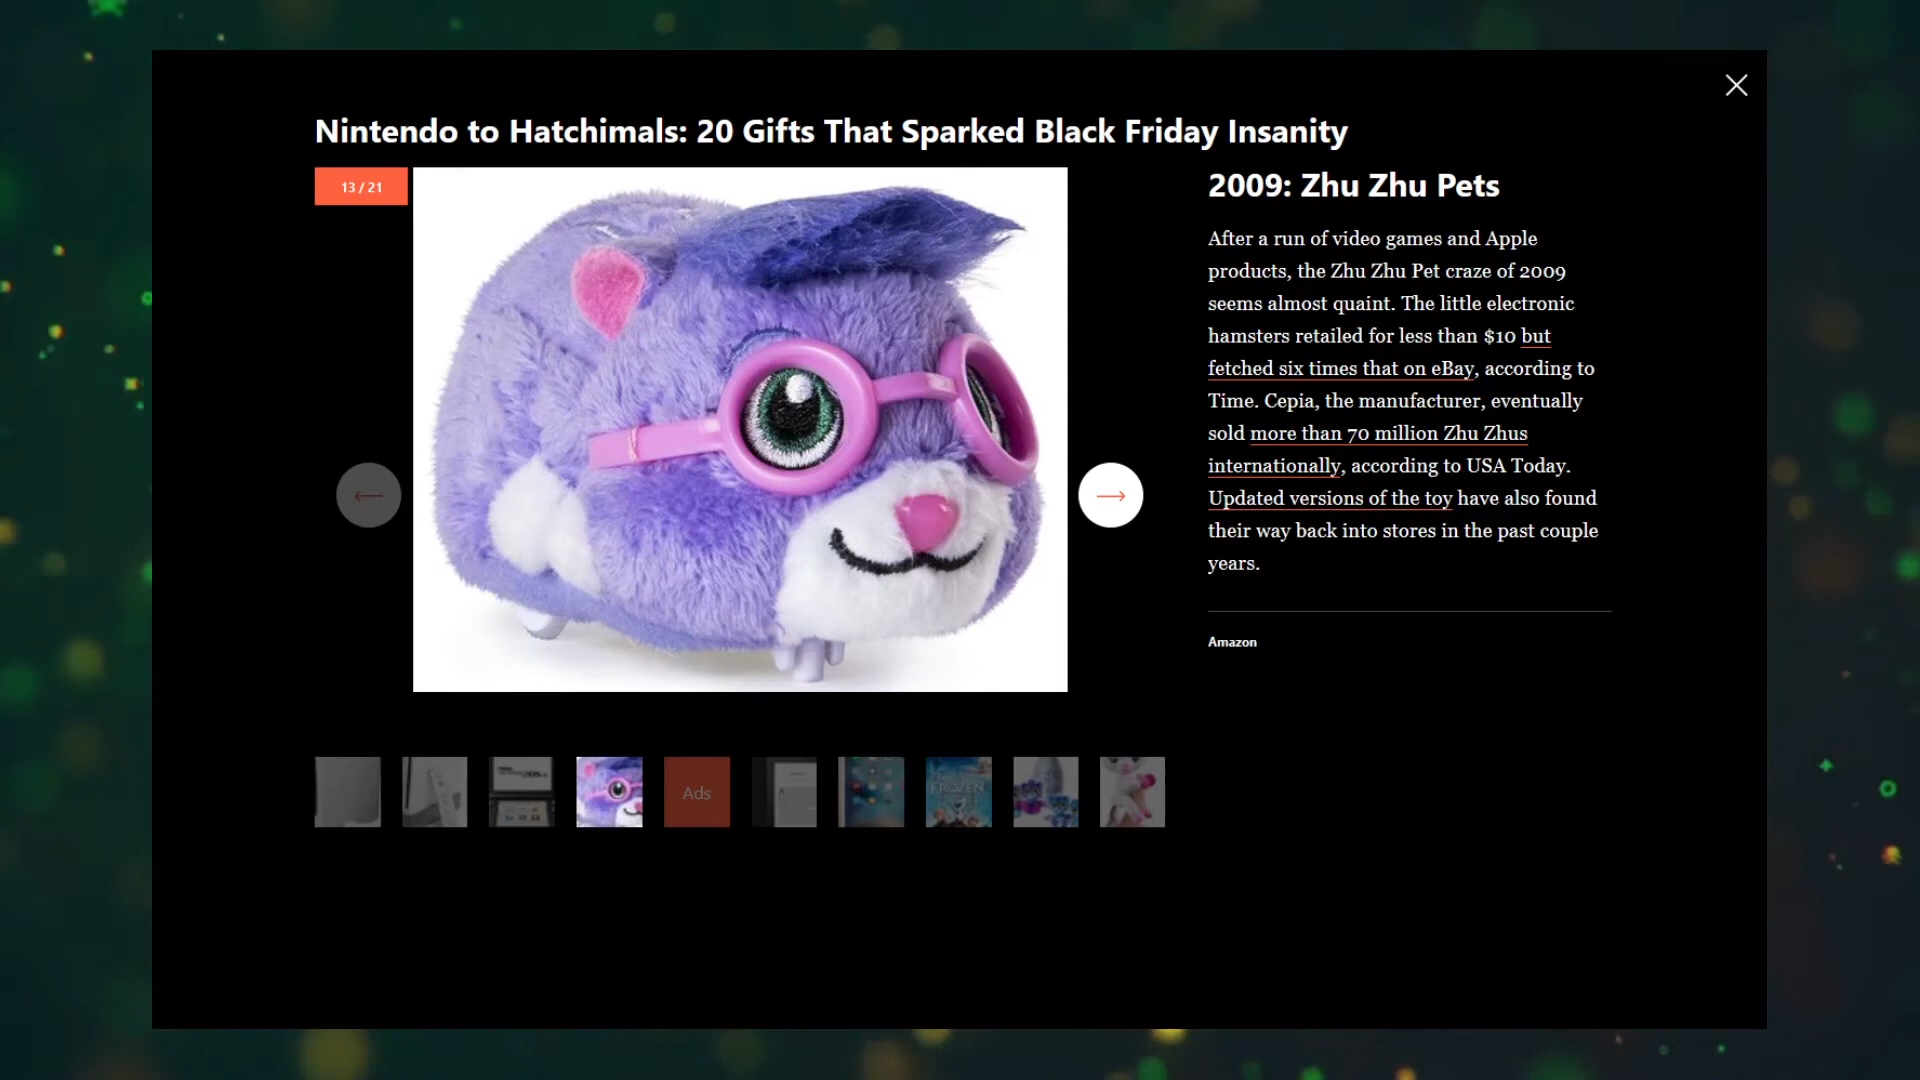 Nintendo to Hatchimals: 20 Gifts That Sparked Black Friday Insanity
13 / 21
2009: Zhu Zhu Pets
After a run of video games and Apple
products, the Zhu Zhu Pet craze of 2009
seems almost quaint. The little electronic
hamsters retailed for less than $10 but
fetched six times that on eBay, according to
Time. Cepia, the manufacturer, eventually
sold more than 70 million Zhu Zhus
internationally, according to USA Today.
Updated versions of the toy have also found
their way back into stores in the past couple
years.
Amazon
Ads
FROZEN